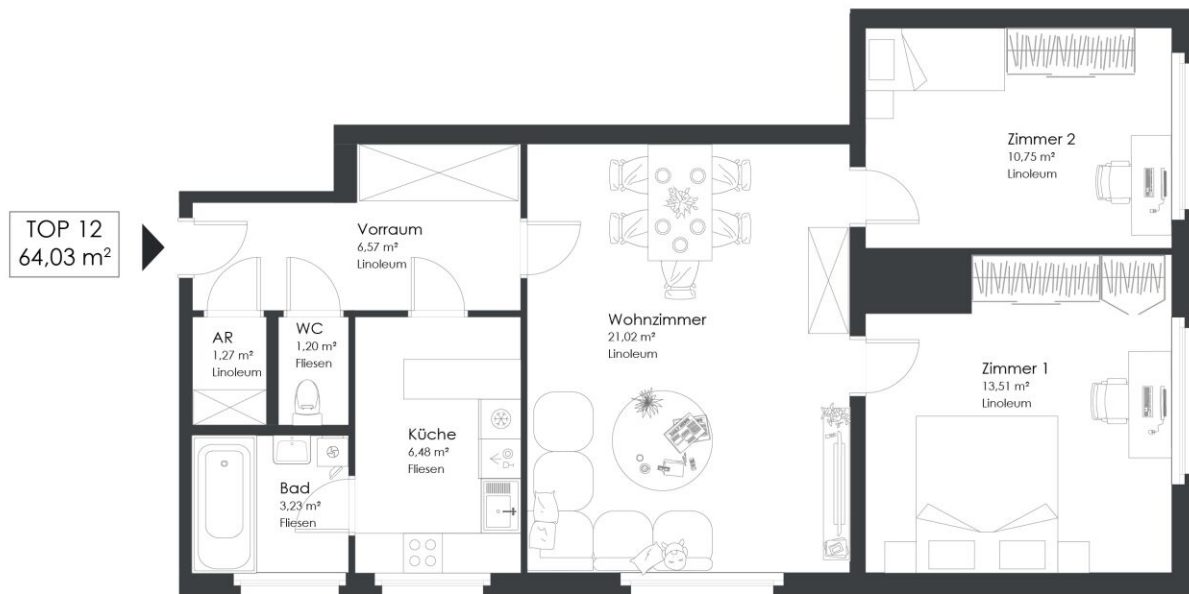 TOP 12
64,03 m²
Vorraum
6,57 m²
Linoleum
AR
1,27 m²
Linoleum
WC
1,20 m²
Fliesen
Bad
3,23 m²
Fliesen
Küche
6,48 m²
Fliesen
Wohnzimmer
21,02 m²
Linoleum
Zimmer 2
10,75 m²
Linoleum
Zimmer 1
13,51 m²
Linoleum